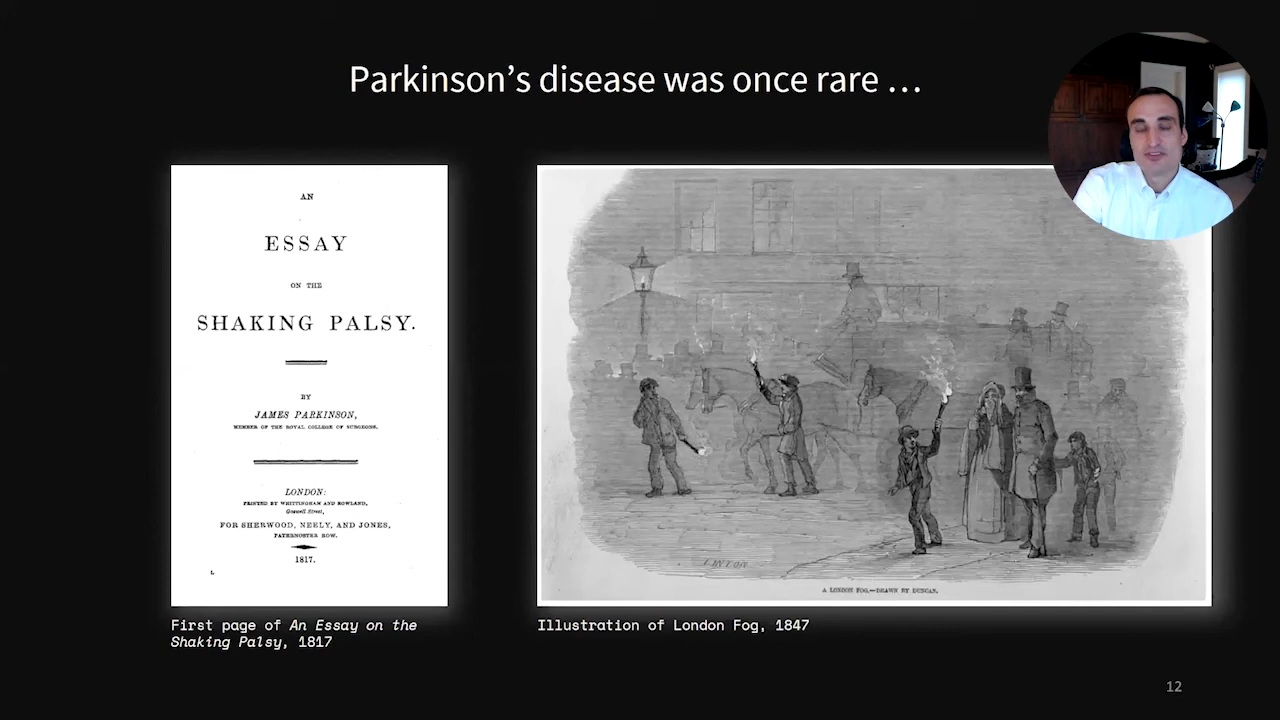 Parkinson’s disease was once rare …
AN
ESSAY
ON THE
SHAKING PALSY.
BY
JAMES PARKINSON,
MEMBER OF THE ROYAL COLLEGE OF SURGEONS.
LONDON:
PRINTED BY WHITTINGHAM AND ROWLAND,
Goswell Street,
FOR SHERWOOD, NEELY, AND JONES,
PATERNOSTER ROW.
1817.
L
First page of An Essay on the
Shaking Palsy, 1817
LINTON
A LONDON FOG.—DRAWN BY DUNCAN.
Illustration of London Fog, 1847
12